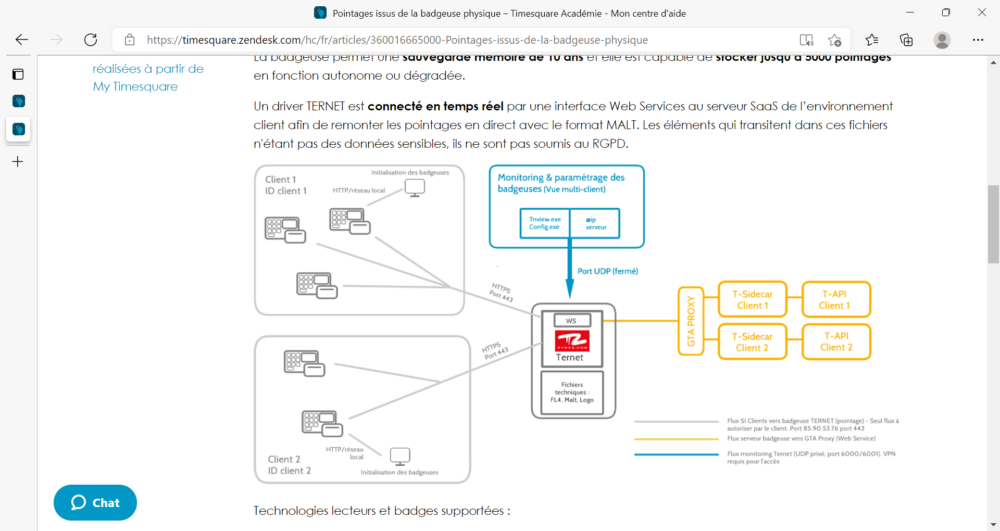 Pointages issus de la badgeuse physique – Timesquare Académie - Mon centre d'aide
https://timesquare.zendesk.com/hc/fr/articles/360016665000-Pointages-issus-de-la-badgeuse-physique
réalisées à partir de
My Timesquare
La badgeuse permet une sauvegarde mémoire de 10 ans et elle est capable de stocker jusqu'à 5000 pointages
en fonction autonome ou dégradée.
Un driver TERNET est connecté en temps réel par une interface Web Services au serveur SaaS de l'environnement
client afin de remonter les pointages en direct avec le format MALT. Les éléments qui transitent dans ces fichiers
n'étant pas des données sensibles, ils ne sont pas soumis au RGPD.
Client 1
ID client 1
Initialisation des badgeuses
HTTP/réseau local
Monitoring & paramétrage des
badgeuses (Vue multi-client)
Tnview.exe
Config.exe
@ip
serveur
Port UDP (fermé)
HTTPS
Port 443
WS
PYRES.COM
Ternet
Fichiers
techniques :
FL4, Malt, Logo
GTA PROXY
T-Sidecar
Client 1
T-API
Client 1
T-Sidecar
Client 2
T-API
Client 2
HTTPS
Port 443
HTTP/réseau
local
Client 2
ID client 2
Initialisation des badgeuses
Flux SI Clients vers badgeuse TERNET (pointage) - Seul flux à
autoriser par le client. Port 85.90.53.76 port 443
Flux serveur badgeuse vers GTA Proxy (Web Service)
Flux monitoring Ternet (UDP privé, port 6000/6001). VPN
requis pour l'accès
Chat
Technologies lecteurs et badges supportées :